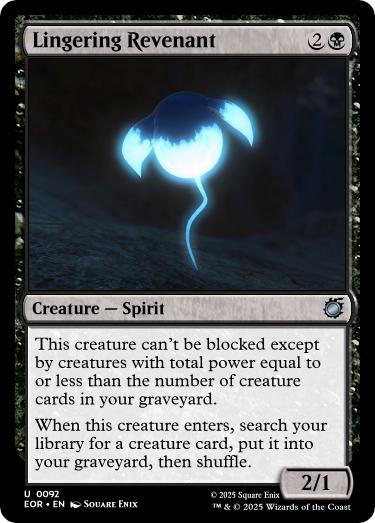 Lingering Revenant 2
Creature — Spirit
This creature can't be blocked except
by creatures with total power equal to
or less than the number of creature
cards in your graveyard.
When this creature enters, search your
library for a creature card, put it into
your graveyard, then shuffle.
2/1
U 0092
EOR • EN SQUARE ENIX
© 2025 Square Enix
™ & © 2025 Wizards of the Coast